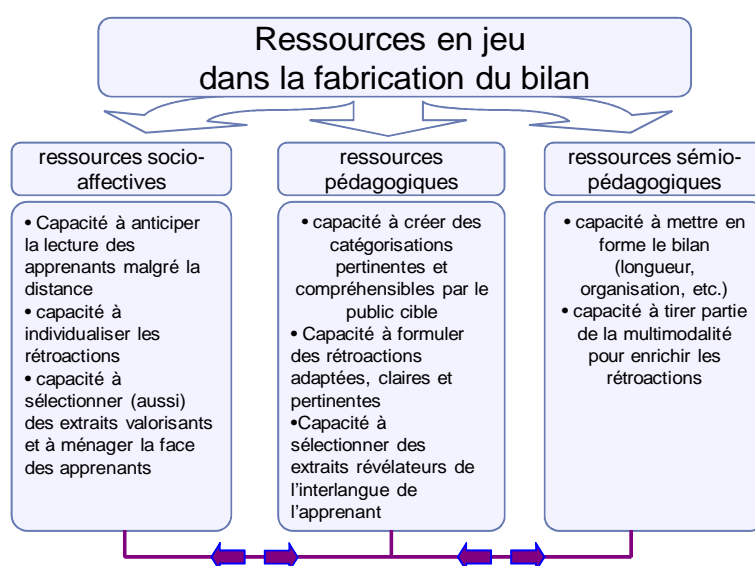 Ressources en jeu
dans la fabrication du bilan
ressources socio-
affectives
• Capacité à anticiper
la lecture des
apprenants malgré la
distance
• capacité à
individualiser les
rétroactions
• capacité à
sélectionner (aussi)
des extraits valorisants
et à ménager la face
des apprenants
ressources
pédagogiques
• capacité à créer des
catégorisations
pertinentes et
compréhensibles par le
public cible
• Capacité à formuler
des rétroactions
adaptées, claires et
pertinentes
•Capacité à
sélectionner des
extraits révélateurs de
l’interlangue de
l’apprenant
ressources sémio-
pédagogiques
• capacité à mettre en
forme le bilan
(longueur,
organisation, etc.)
• capacité à tirer partie
de la multimodalité
pour enrichir les
rétroactions